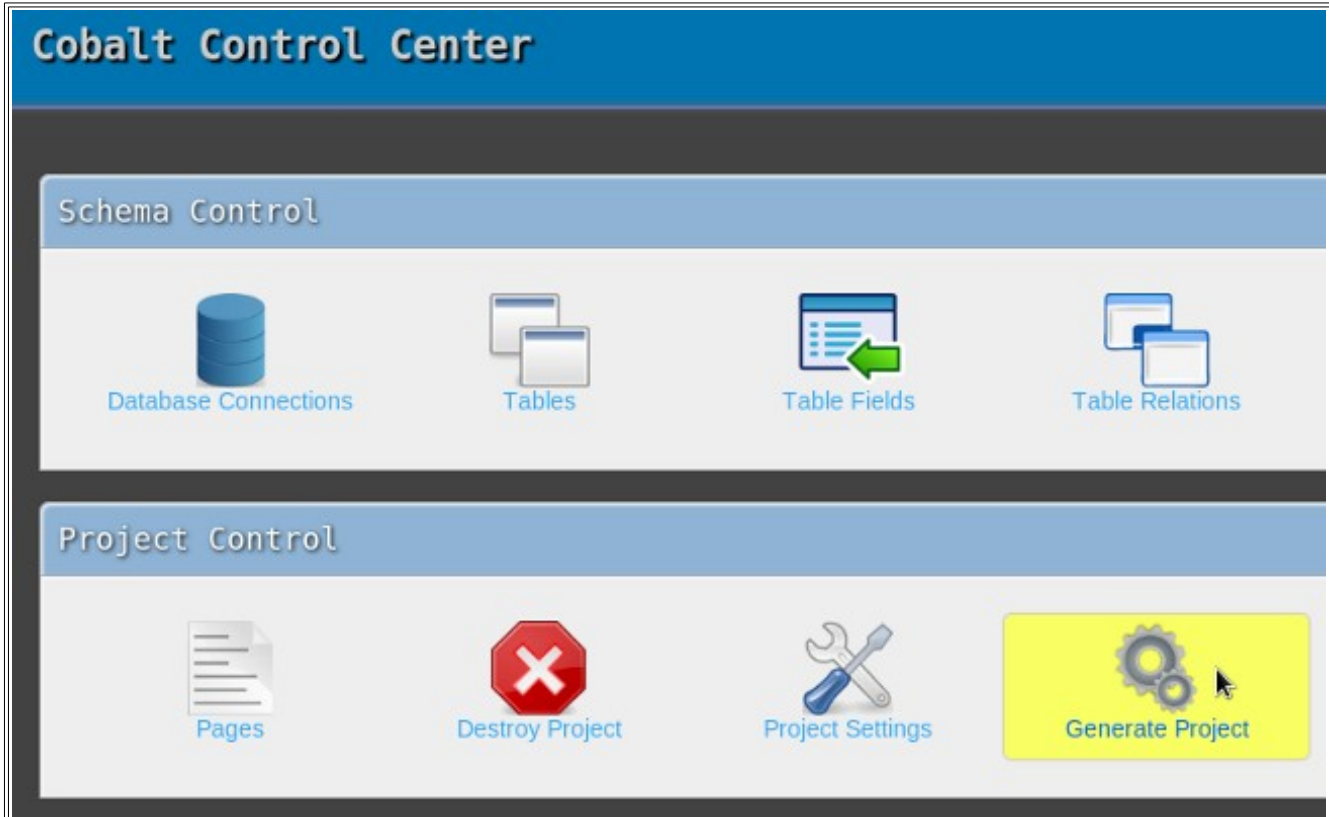 Cobalt Control Center
Schema Control
Database Connections
Tables
Table Fields
Table Relations
Project Control
Pages
Destroy Project
Project Settings
Generate Project